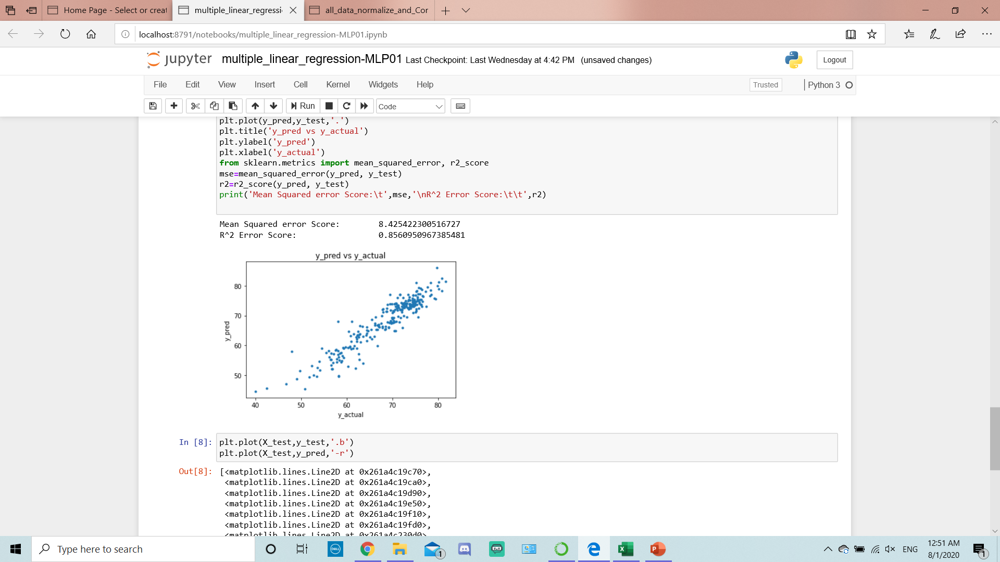 Home Page - Select or creat
multiple_linear_regressi
all_data_normalize_and_Cor
localhost:8791/notebooks/multiple_linear_regression-MLP01.ipynb
jupyter multiple_linear_regression-MLP01 Last Checkpoint: Last Wednesday at 4:42 PM (unsaved changes)
Logout
File Edit View Insert Cell Kernel Widgets Help
Trusted
Python 3
Run
Code
plt.plot(y_pred,y_test,'.')
plt.title('y_pred vs y_actual')
plt.ylabel('y_pred')
plt.xlabel('y_actual')
from sklearn.metrics import mean_squared_error, r2_score
mse=mean_squared_error(y_pred, y_test)
r2=r2_score(y_pred, y_test)
print('Mean Squared error Score:\t',mse,'\nR^2 Error Score:\t\t',r2)
Mean Squared error Score: 8.425422300516727
R^2 Error Score: 0.8560950967385481
y_pred vs y_actual
80
70
60
50
y_pred
40 50 60 70 80
y_actual
In [8]: plt.plot(X_test,y_test,'.b')
plt.plot(X_test,y_pred,'-r')
Out[8]: [<matplotlib.lines.Line2D at 0x261a4c19c70>,
<matplotlib.lines.Line2D at 0x261a4c19ca0>,
<matplotlib.lines.Line2D at 0x261a4c19d90>,
<matplotlib.lines.Line2D at 0x261a4c19e50>,
<matplotlib.lines.Line2D at 0x261a4c19f10>,
<matplotlib.lines.Line2D at 0x261a4c19fd0>,
<matplotlib.lines.Line2D at 0x261a4c230d0>,
Type here to search
DELL
1
ENG
12:51 AM
8/1/2020
1